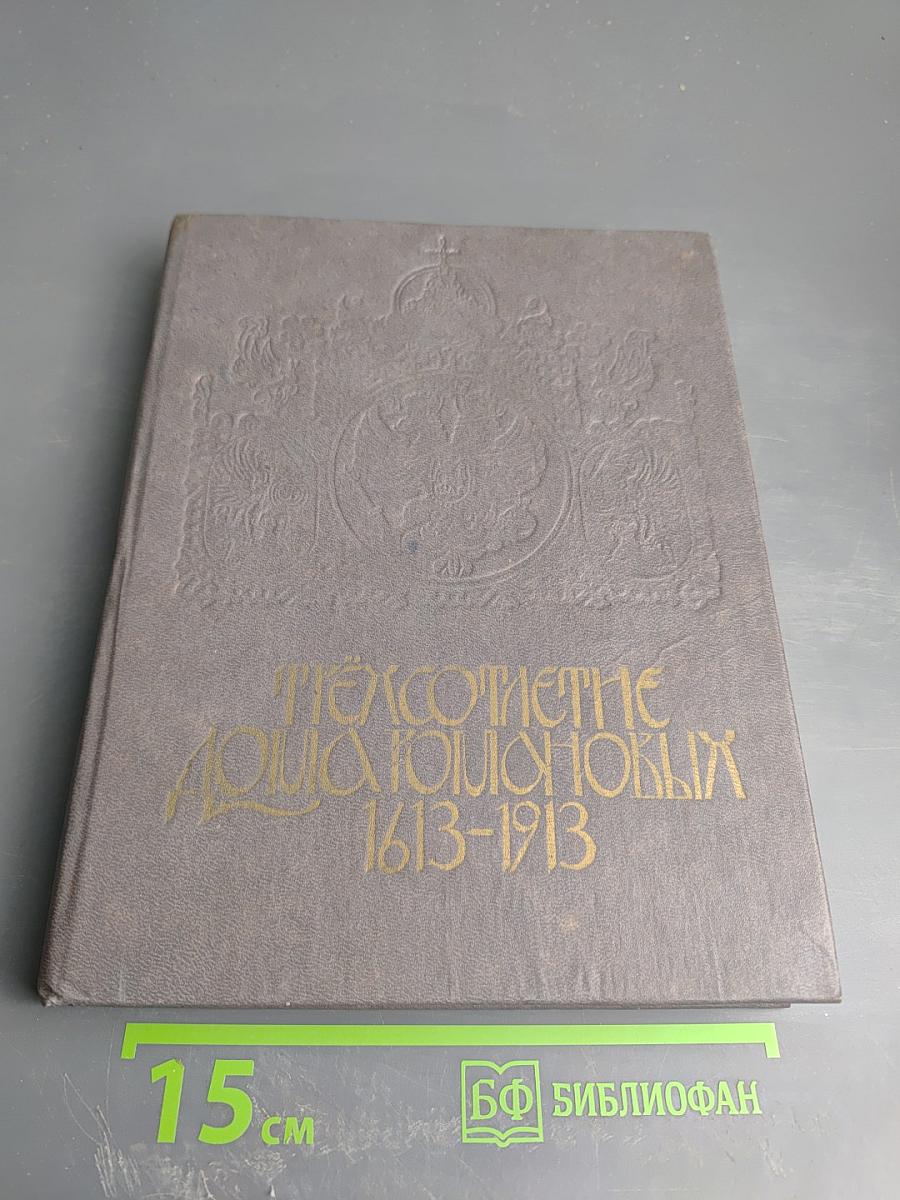 ТРЁХСОТЛЕТИЕ
ДОМА РОМАНОВЫХ
1613-1913
15 см
БФ БИБЛИОФАН